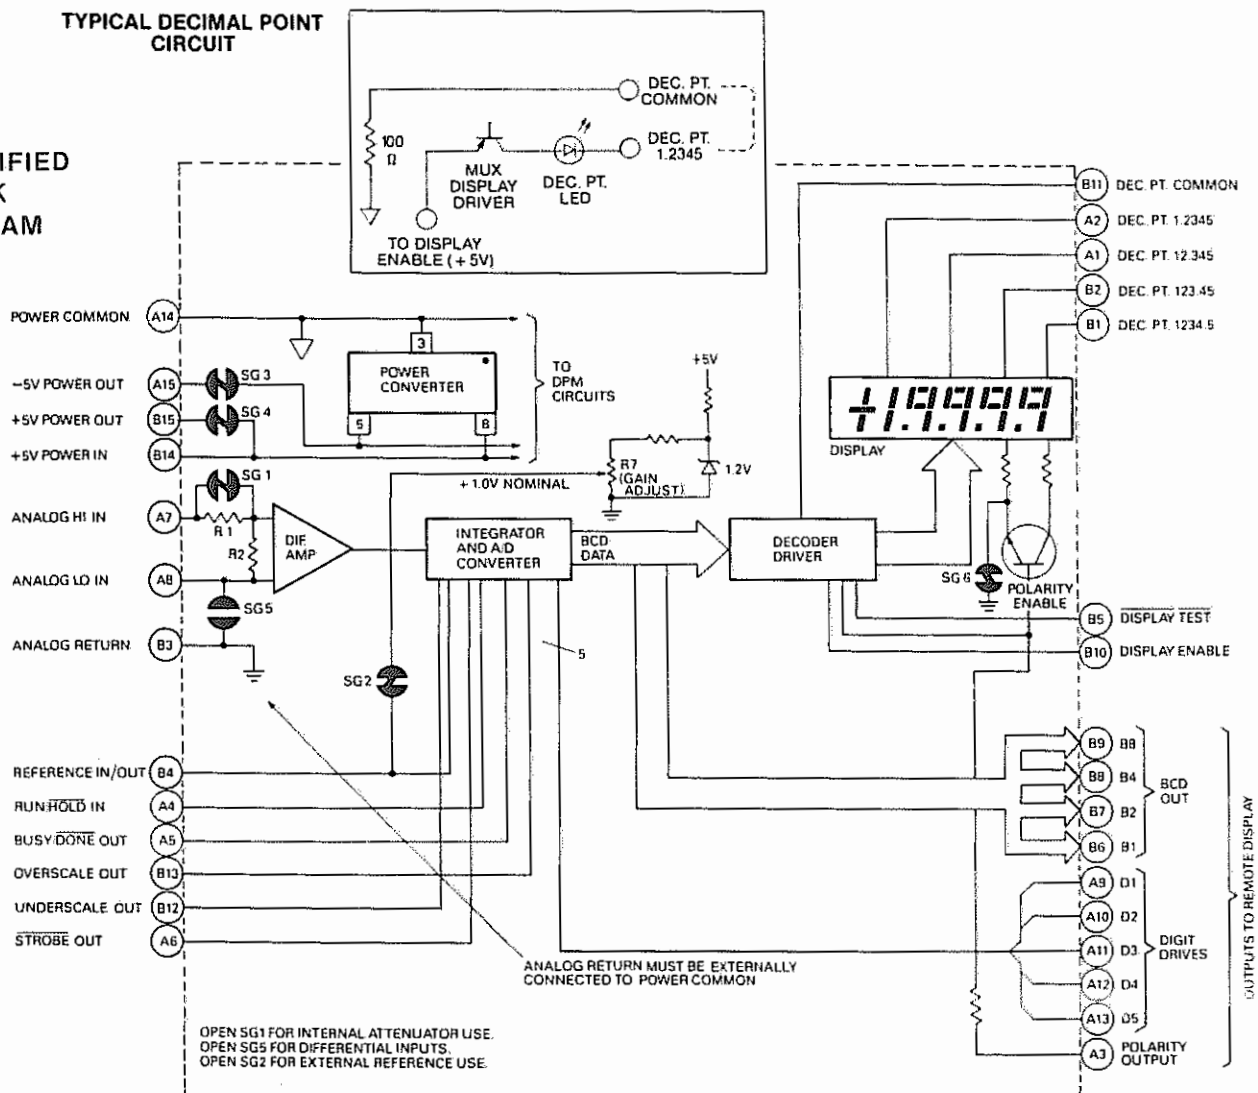 TYPICAL DECIMAL POINT
CIRCUIT
DEC. PT.
COMMON
100
Ω
DEC. PT.
1.2345
MUX
DISPLAY
DRIVER
DEC. PT.
LED
TO DISPLAY
ENABLE (+5V)
IFIED
K
AM
B11 DEC. PT. COMMON
A2 DEC. PT. 1.2345
A1 DEC. PT. 12.345
B2 DEC. PT. 123.45
B1 DEC. PT. 1234.5
POWER COMMON A14
-5V POWER OUT A15 SG3
+5V POWER OUT B15 SG4
+5V POWER IN B14
3
POWER
CONVERTER
5
8
TO
DPM
CIRCUITS
+5V
R7
(GAIN
ADJUST)
1.2V
+1.0V NOMINAL
+1.9.9.9.9
DISPLAY
SG1
ANALOG HI IN A7
R1
R2
DIF
AMP
ANALOG LO IN A8
SG5
ANALOG RETURN B3
INTEGRATOR
AND A/D
CONVERTER
BCD
DATA
DECODER
DRIVER
SG6
POLARITY
ENABLE
5
SG2
B5 DISPLAY TEST
B10 DISPLAY ENABLE
REFERENCE IN/OUT B4
RUN/HOLD IN A4
BUSY/DONE OUT A5
OVERSCALE OUT B13
UNDERSCALE OUT B12
STROBE OUT A6
B9 B8
B8 B4
B7 B2
B6 B1
BCD
OUT
A9 D1
A10 D2
A11 D3
A12 D4
A13 D5
DIGIT
DRIVES
A3 POLARITY
OUTPUT
OUTPUTS TO REMOTE DISPLAY
ANALOG RETURN MUST BE EXTERNALLY
CONNECTED TO POWER COMMON
OPEN SG1 FOR INTERNAL ATTENUATOR USE.
OPEN SG5 FOR DIFFERENTIAL INPUTS.
OPEN SG2 FOR EXTERNAL REFERENCE USE.